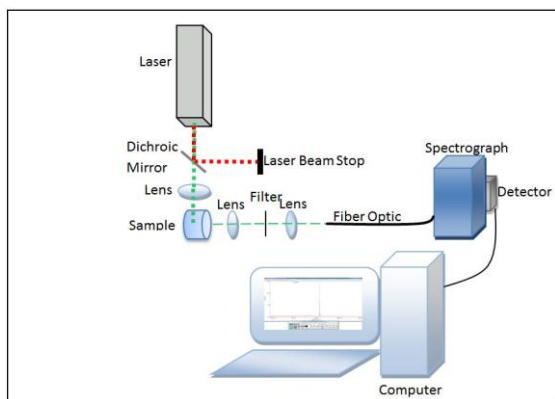 Laser
Dichroic
Mirror
Laser Beam Stop
Lens
Sample
Lens
Filter
Lens
Fiber Optic
Spectrograph
Detector
Computer